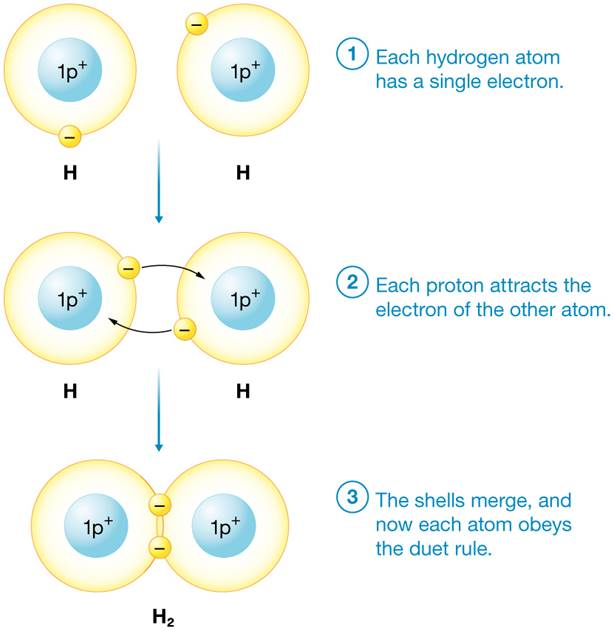 −
1p⁺
−
1p⁺
H
H
1 Each hydrogen atom
has a single electron.
−
1p⁺
1p⁺
−
H
H
2 Each proton attracts the
electron of the other atom.
−
1p⁺
1p⁺
−
H₂
3 The shells merge, and
now each atom obeys
the duet rule.